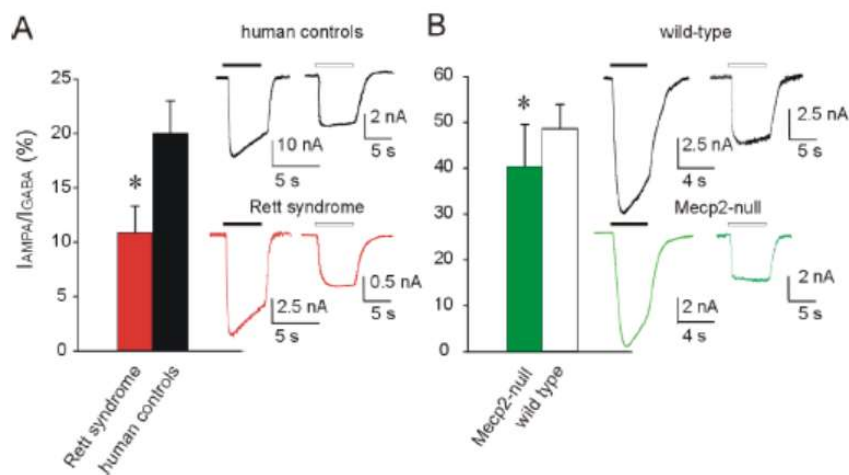 A
human controls
25
20
15
10
5
0
IAMPA/IGABA (%)
*
10 nA
5 s
2 nA
5 s
Rett syndrome
2.5 nA
5 s
0.5 nA
5 s
Rett syndrome
human controls
B
wild-type
60
50
40
30
20
10
0
*
2.5 nA
4 s
2.5 nA
5 s
Mecp2-null
2 nA
4 s
2 nA
5 s
Mecp2-null
wild type